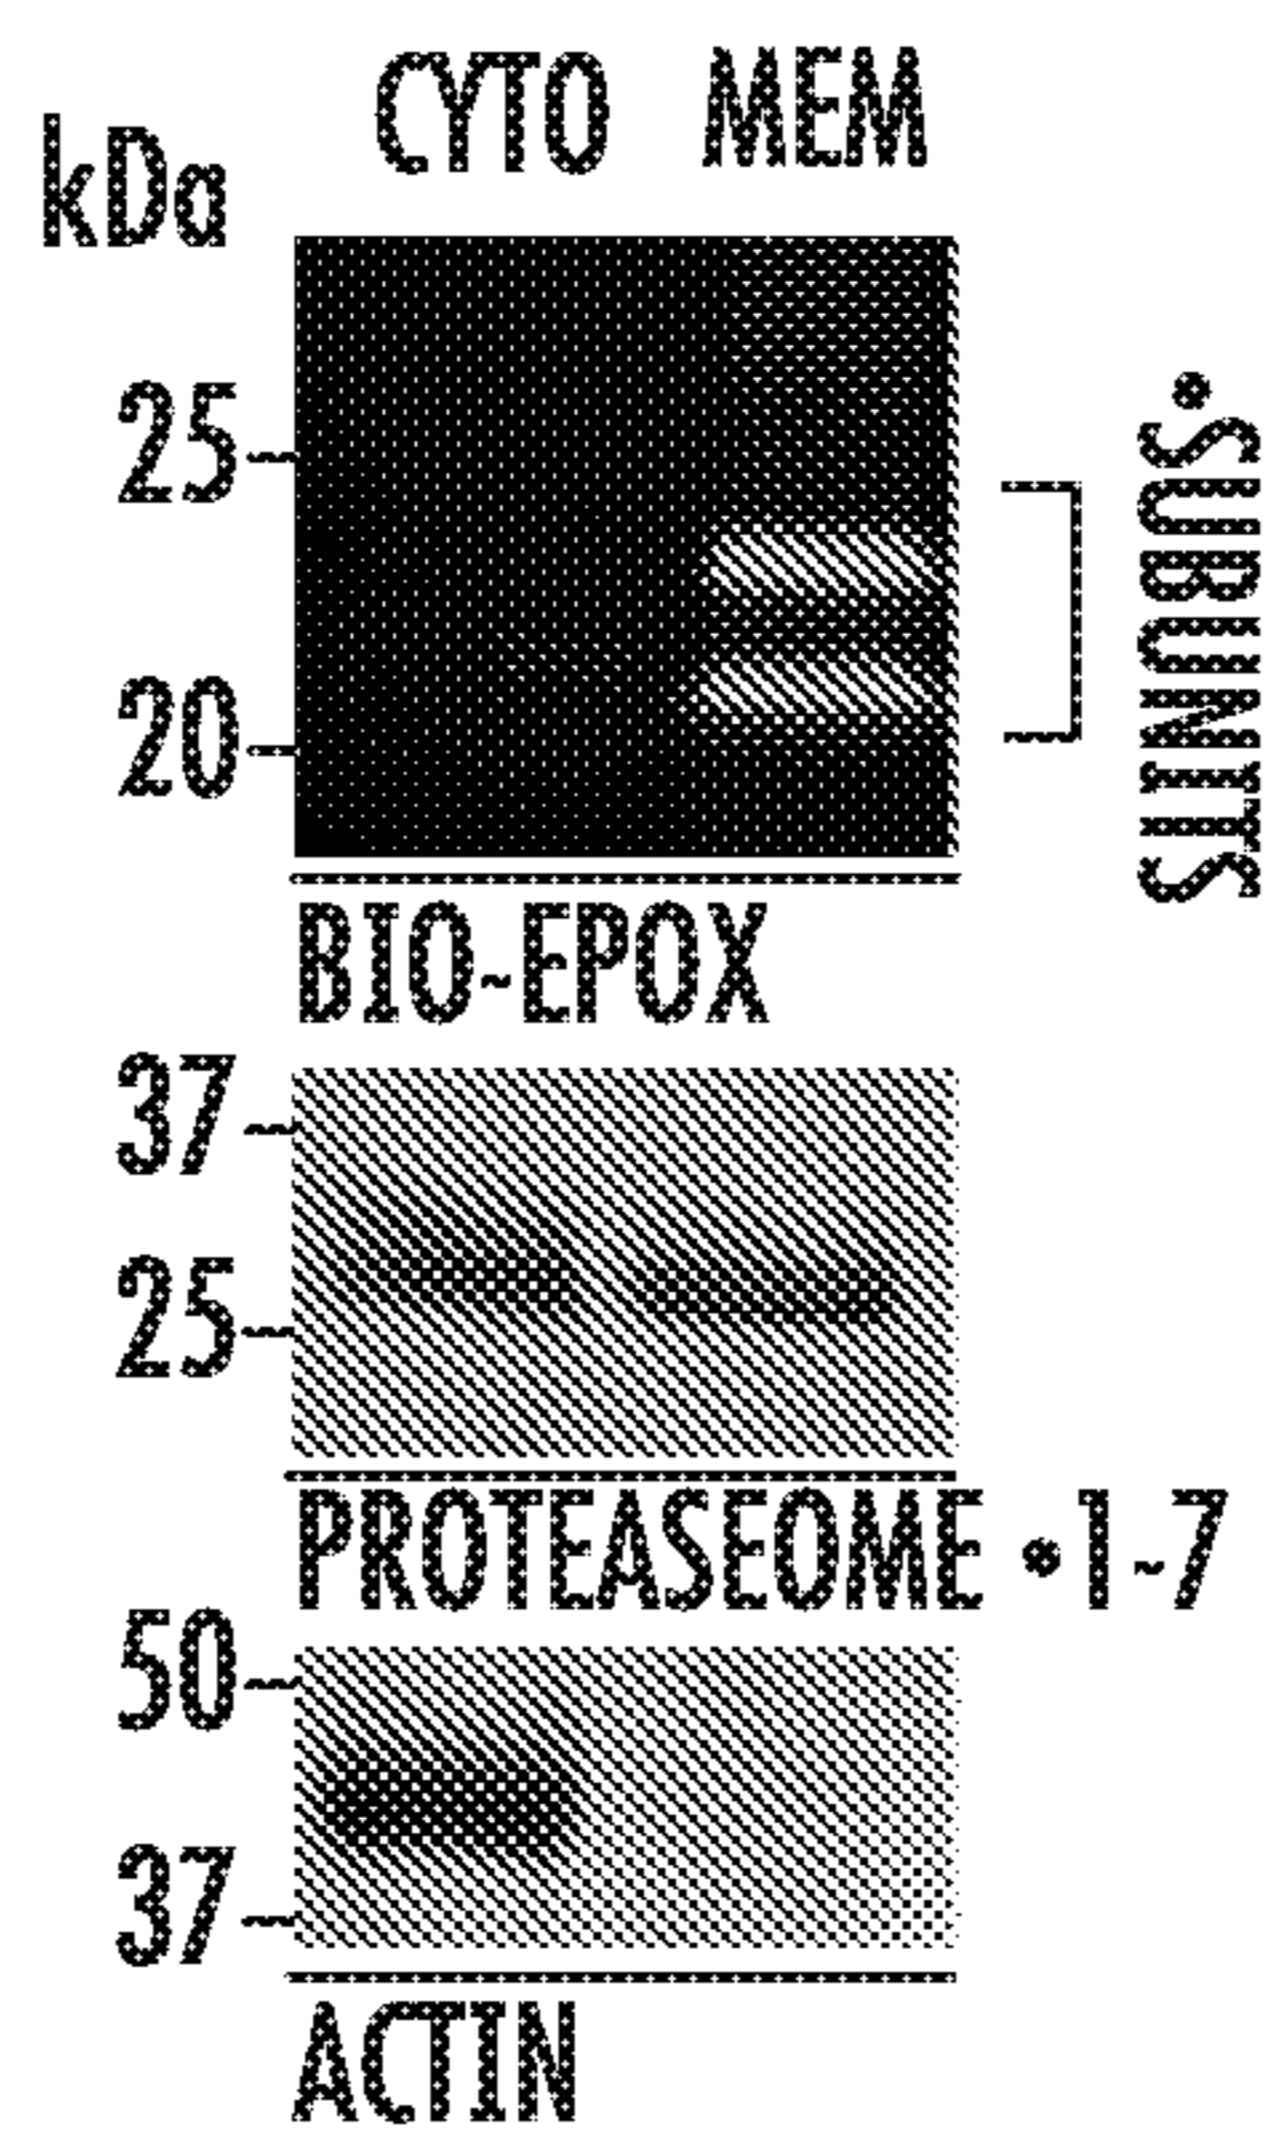 CYTO MEM
kDa
25
20
•SUBUNITS
BIO-EPOX
37
25
PROTEASEOME •1-7
50
37
ACTIN